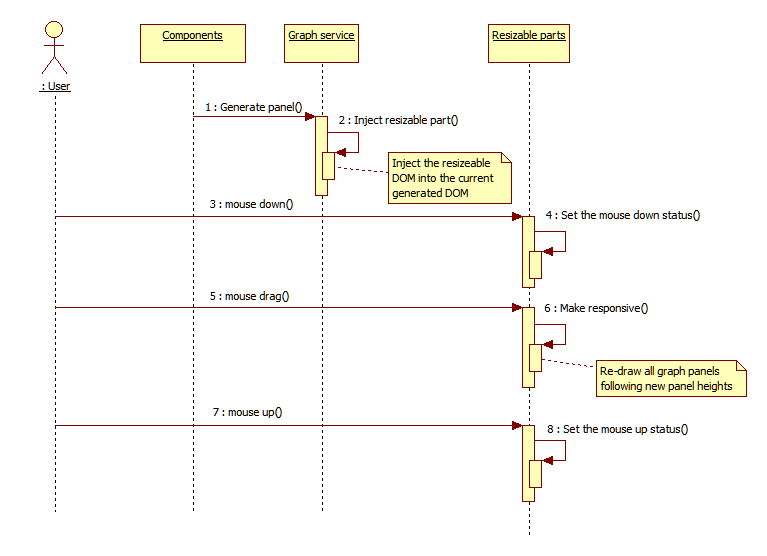 Components
Graph service
Resizable parts
: User
1 : Generate panel()
2 : Inject resizable part()
Inject the resizeable
DOM into the current
generated DOM
3 : mouse down()
4 : Set the mouse down status()
5 : mouse drag()
6 : Make responsive()
Re-draw all graph panels
following new panel heights
7 : mouse up()
8 : Set the mouse up status()